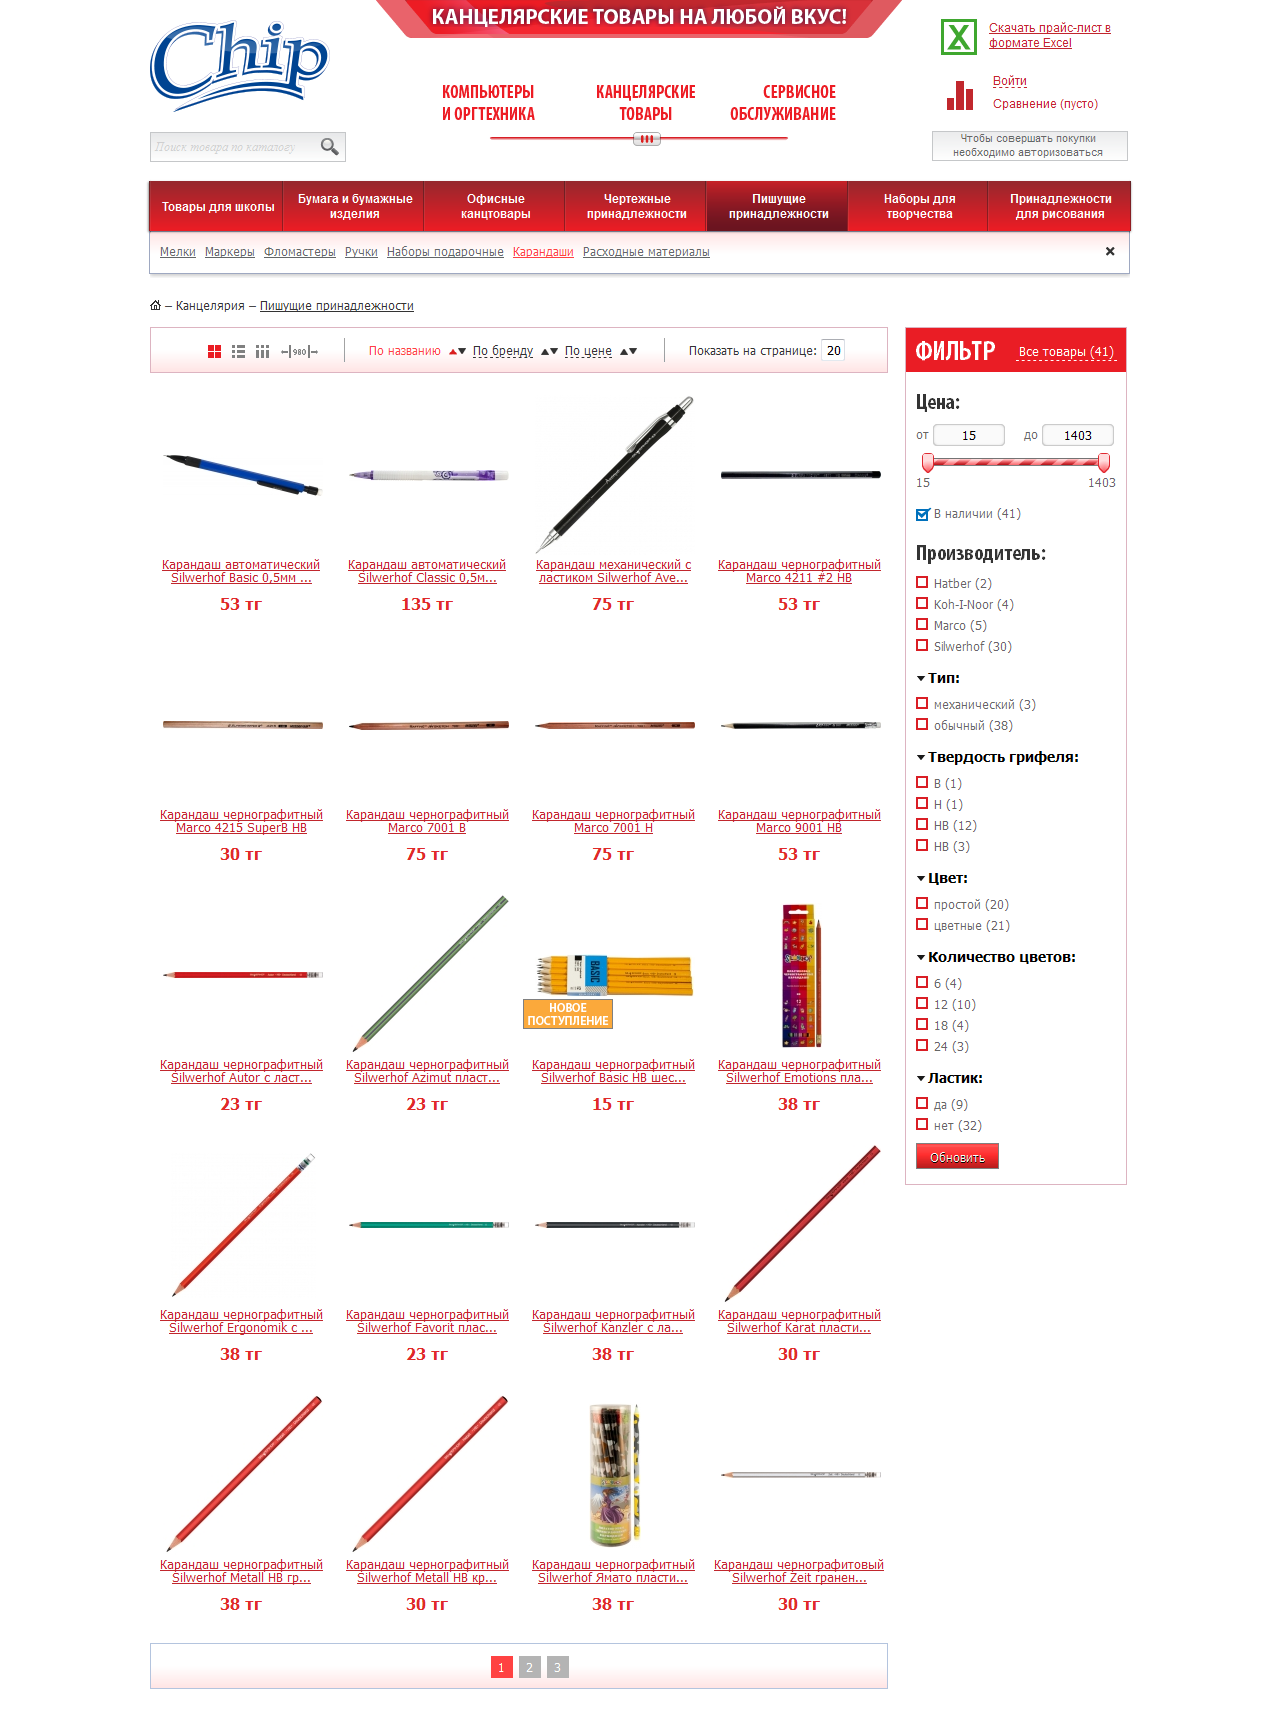 КАНЦЕЛЯРСКИЕ ТОВАРЫ НА ЛЮБОЙ ВКУС!
Chip
Скачать прайс-лист в
формате Excel
КОМПЬЮТЕРЫ
И ОРГТЕХНИКА
КАНЦЕЛЯРСКИЕ
ТОВАРЫ
СЕРВИСНОЕ
ОБСЛУЖИВАНИЕ
Войти
Сравнение (пусто)
Поиск товара по каталогу
Чтобы совершать покупки
необходимо авторизоваться
Товары для школы
Бумага и бумажные
изделия
Офисные
канцтовары
Чертежные
принадлежности
Пишущие
принадлежности
Наборы для
творчества
Принадлежности
для рисования
Мелки Маркеры Фломастеры Ручки Наборы подарочные Карандаши Расходные материалы
– Канцелярия – Пишущие принадлежности
980 По названию По бренду По цене Показать на странице: 20
Карандаш автоматический
Silwerhof Basic 0,5мм ...
53 тг
Карандаш автоматический
Silwerhof Classic 0,5м...
135 тг
Карандаш механический с
ластиком Silwerhof Ave...
75 тг
Карандаш чернографитный
Marco 4211 #2 HB
53 тг
Карандаш чернографитный
Marco 4215 SuperB HB
30 тг
Карандаш чернографитный
Marco 7001 B
75 тг
Карандаш чернографитный
Marco 7001 H
75 тг
Карандаш чернографитный
Marco 9001 HB
53 тг
BASIC
НОВОЕ
ПОСТУПЛЕНИЕ
Карандаш чернографитный
Silwerhof Autor с ласт...
23 тг
Карандаш чернографитный
Silwerhof Azimut пласт...
23 тг
Карандаш чернографитный
Silwerhof Basic HB шес...
15 тг
Карандаш чернографитный
Silwerhof Emotions пла...
38 тг
Карандаш чернографитный
Silwerhof Ergonomik с ...
38 тг
Карандаш чернографитный
Silwerhof Favorit плас...
23 тг
Карандаш чернографитный
Silwerhof Kanzler с ла...
38 тг
Карандаш чернографитный
Silwerhof Karat пласти...
30 тг
Карандаш чернографитный
Silwerhof Metall HB гр...
38 тг
Карандаш чернографитный
Silwerhof Metall HB кр...
30 тг
Карандаш чернографитный
Silwerhof Ямато пласти...
38 тг
Карандаш чернографитовый
Silwerhof Zeit гранен...
30 тг
1 2 3
ФИЛЬТР Все товары (41)
Цена:
от 15 до 1403
15 1403
В наличии (41)
Производитель:
Hatber (2)
Koh-I-Noor (4)
Marco (5)
Silwerhof (30)
Тип:
механический (3)
обычный (38)
Твердость грифеля:
B (1)
H (1)
HB (12)
НВ (3)
Цвет:
простой (20)
цветные (21)
Количество цветов:
6 (4)
12 (10)
18 (4)
24 (3)
Ластик:
да (9)
нет (32)
Обновить